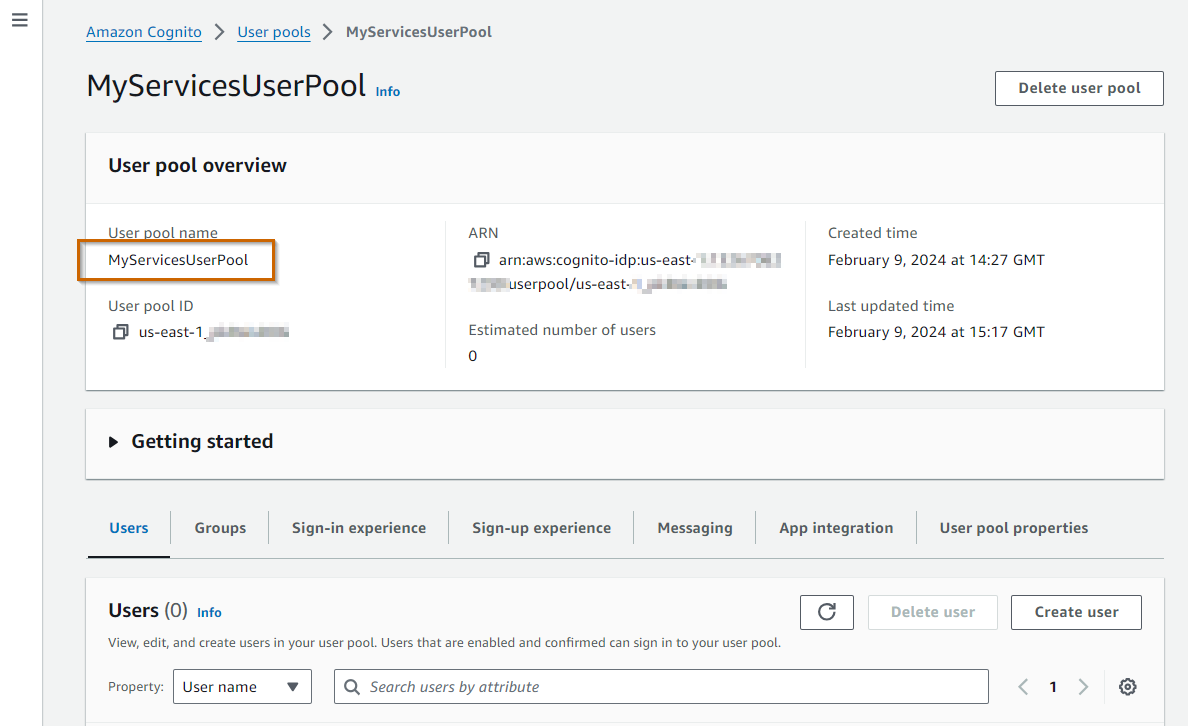 Amazon Cognito > User pools > MyServicesUserPool
MyServicesUserPool Info
Delete user pool
User pool overview
User pool name
MyServicesUserPool
User pool ID
us-east-1_
ARN
arn:aws:cognito-idp:us-east-
userpool/us-east-
Estimated number of users
0
Created time
February 9, 2024 at 14:27 GMT
Last updated time
February 9, 2024 at 15:17 GMT
Getting started
Users Groups Sign-in experience Sign-up experience Messaging App integration User pool properties
Users (0) Info
Delete user
Create user
View, edit, and create users in your user pool. Users that are enabled and confirmed can sign in to your user pool.
Property: User name Search users by attribute 1